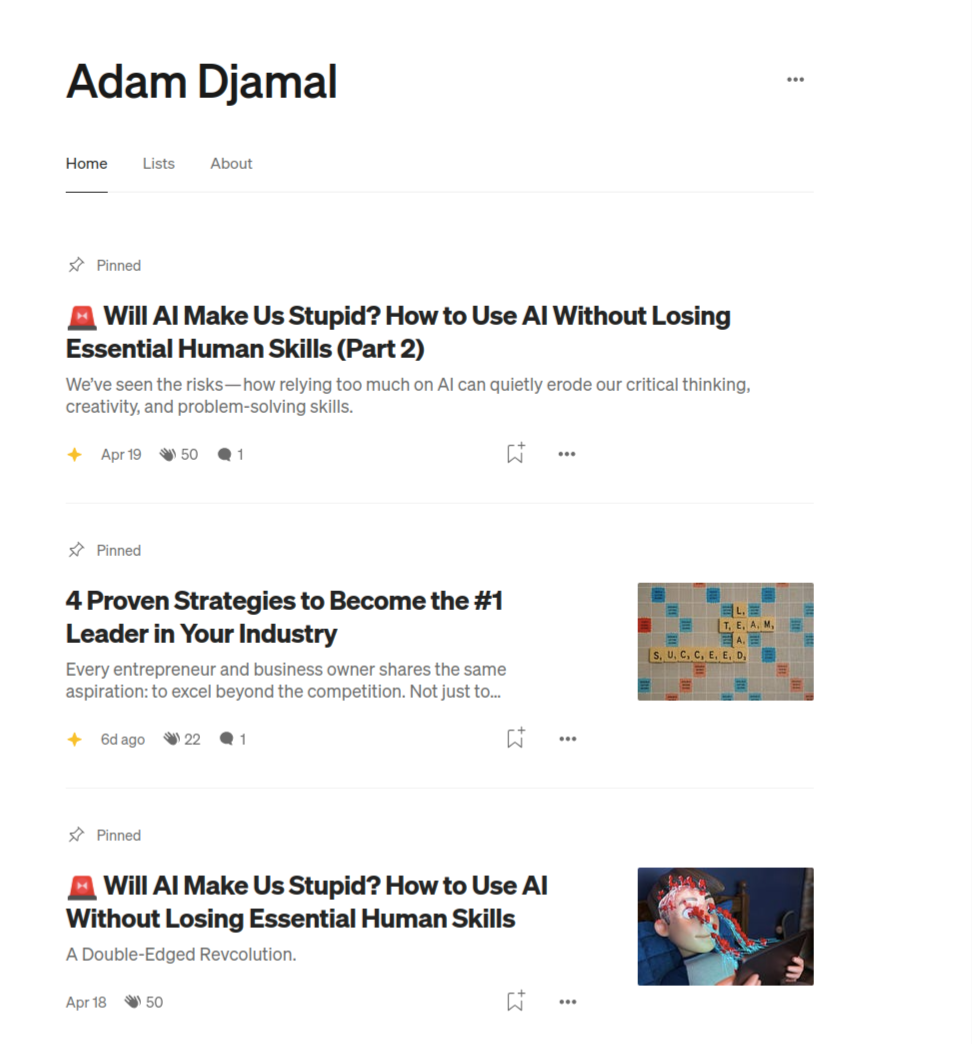 Adam Djamal
Home Lists About
Pinned
🚨 Will AI Make Us Stupid? How to Use AI Without Losing
Essential Human Skills (Part 2)
We've seen the risks—how relying too much on AI can quietly erode our critical thinking,
creativity, and problem-solving skills.
Apr 19 50 1
Pinned
4 Proven Strategies to Become the #1
Leader in Your Industry
Every entrepreneur and business owner shares the same
aspiration: to excel beyond the competition. Not just to...
L
TEAM
A
SUCCEED
6d ago 22 1
Pinned
🚨 Will AI Make Us Stupid? How to Use AI
Without Losing Essential Human Skills
A Double-Edged Revcolution.
Apr 18 50